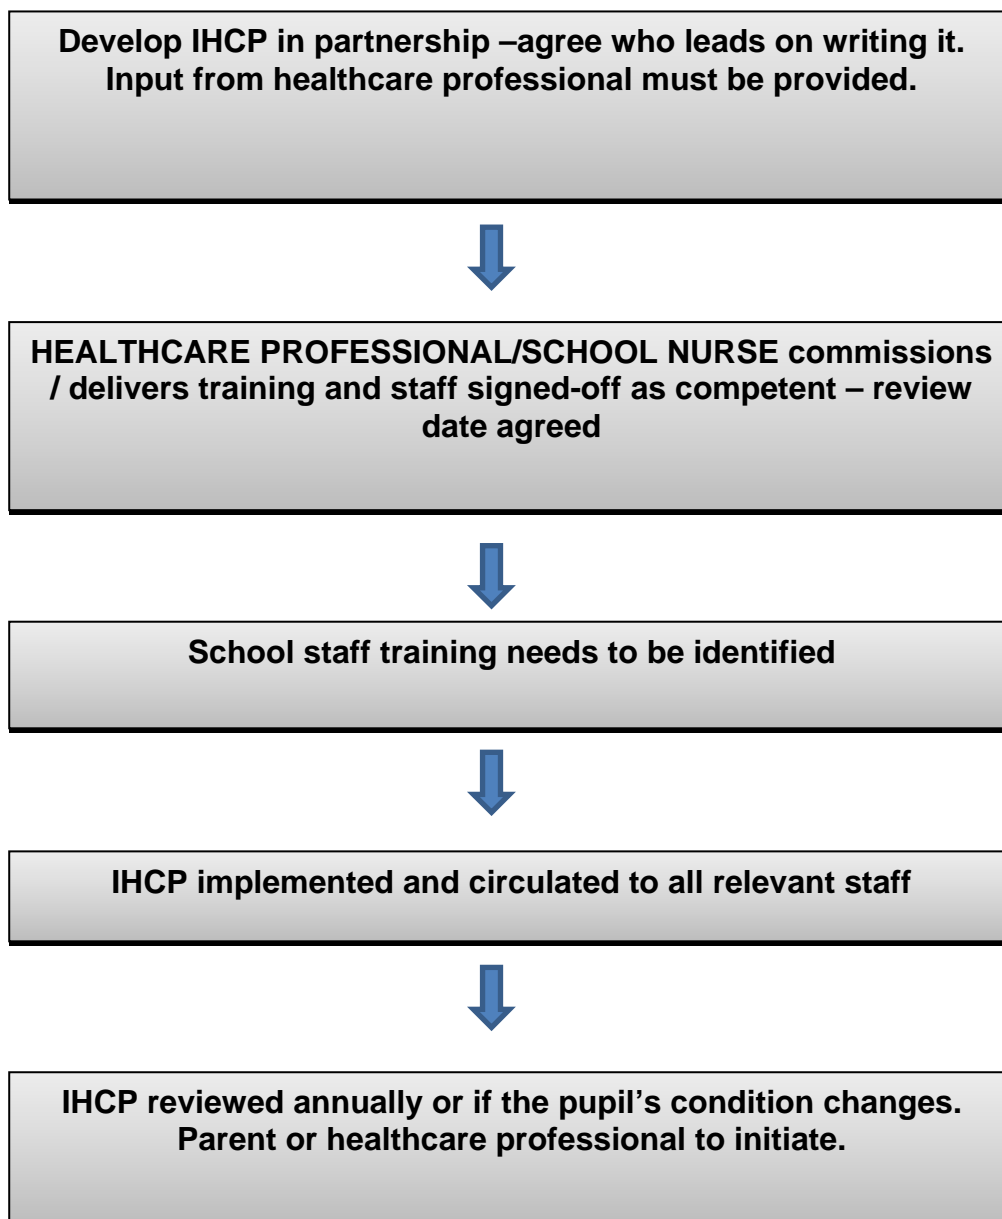 Develop IHCP in partnership –agree who leads on writing it.
Input from healthcare professional must be provided.
HEALTHCARE PROFESSIONAL/SCHOOL NURSE commissions
/ delivers training and staff signed-off as competent – review
date agreed
School staff training needs to be identified
IHCP implemented and circulated to all relevant staff
IHCP reviewed annually or if the pupil’s condition changes.
Parent or healthcare professional to initiate.